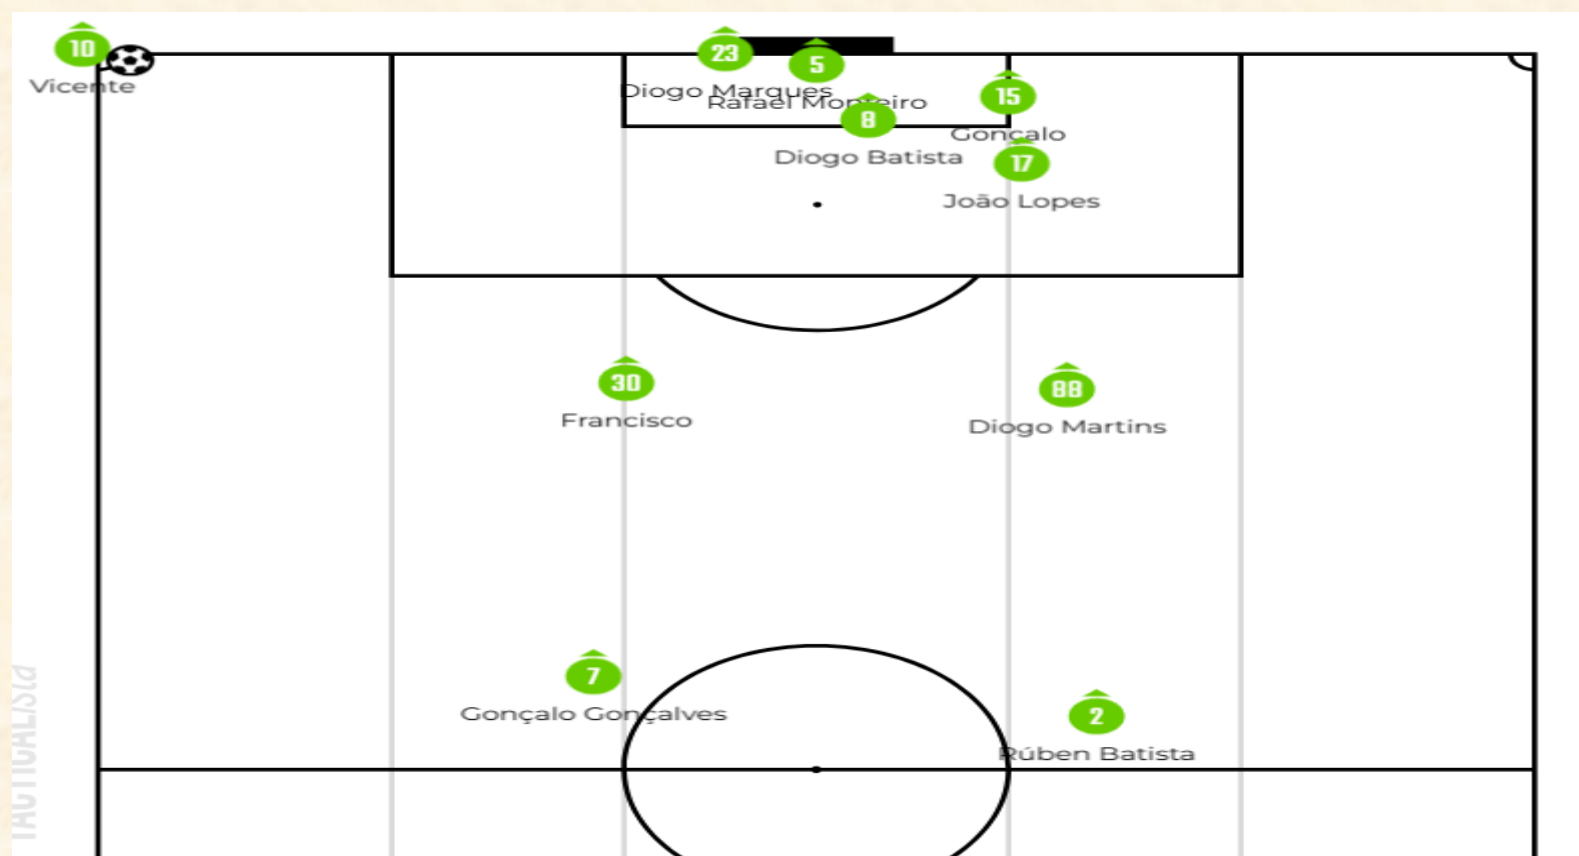 10
Vicente
23
Diogo Marques
5
Rafael Monteiro
15
Gonçalo
8
Diogo Batista
17
João Lopes
30
Francisco
88
Diogo Martins
7
Gonçalo Gonçalves
2
Rúben Batista
TACTICALista